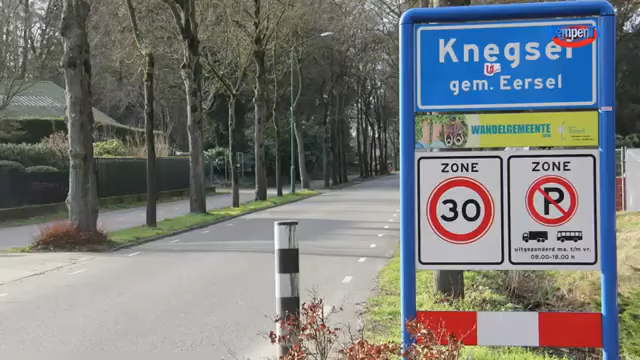 Knegsel
gem. Eersel
WANDELGEMEENTE
ZONE
30
ZONE
P
uitgezonderd ma. t/m vr.
08.00-18.00 h